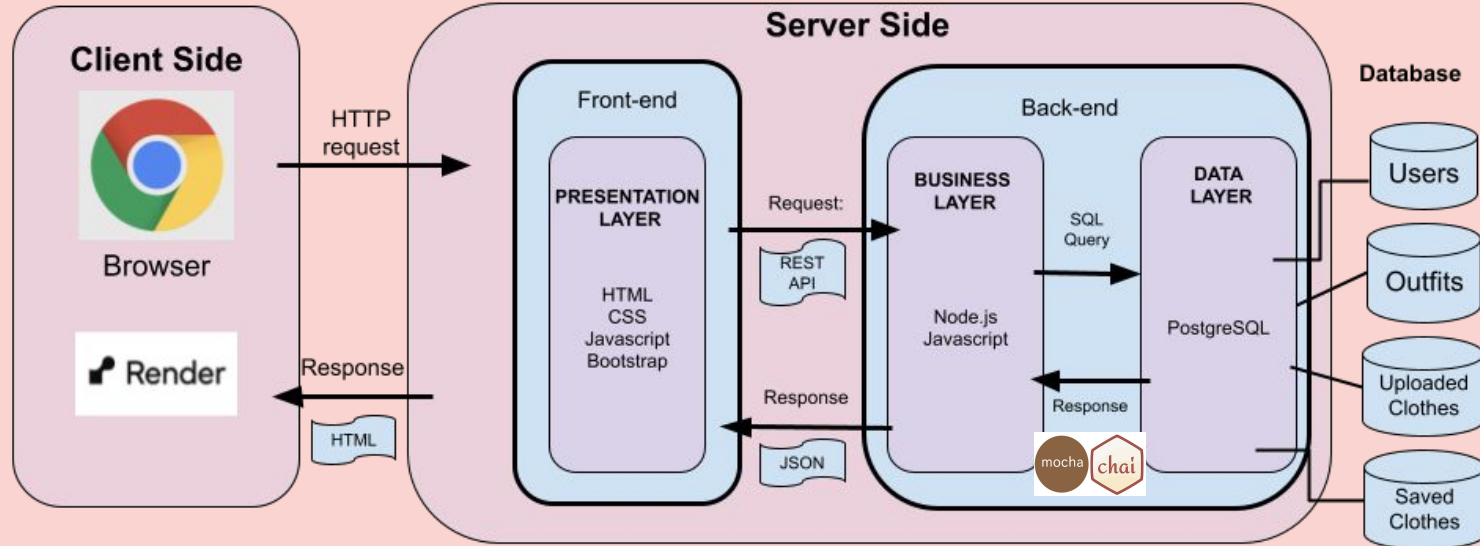 Server Side
Client Side
Browser
Render
HTTP
request
Response
HTML
Front-end
PRESENTATION
LAYER
HTML
CSS
Javascript
Bootstrap
Request:
REST
API
Response
JSON
Back-end
BUSINESS
LAYER
Node.js
Javascript
SQL
Query
Response
mocha
chai
DATA
LAYER
PostgreSQL
Database
Users
Outfits
Uploaded
Clothes
Saved
Clothes